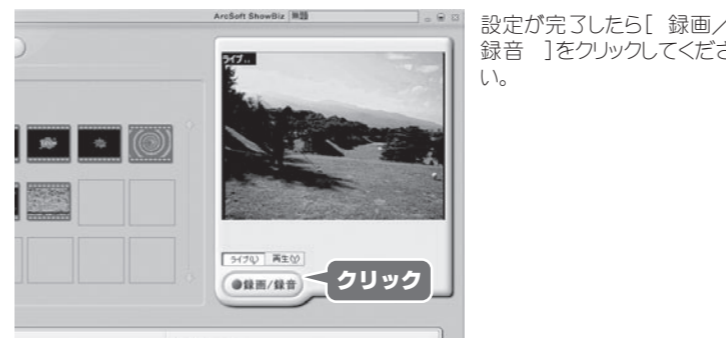 ArcSoft ShowBiz 無題
ライブ..
ライブ(L) 再生(V)
●録画/録音
クリック
設定が完了したら[ 録画/
録音 ]をクリックしてくださ
い。